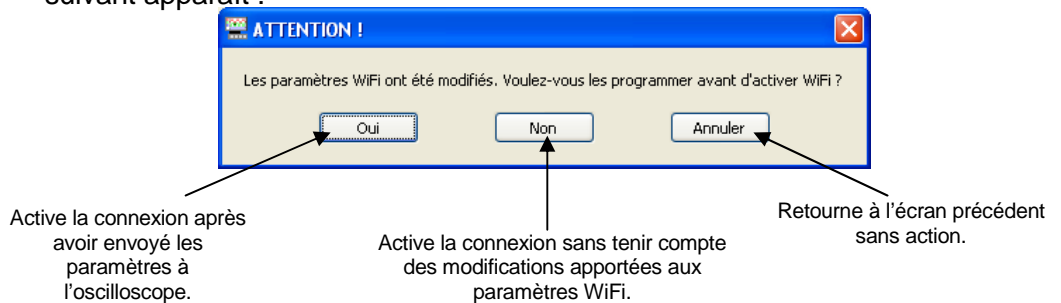 suivant apparaît :
ATTENTION !
Les paramètres WiFi ont été modifiés. Voulez-vous les programmer avant d'activer WiFi ?
Oui
Non
Annuler
Active la connexion après
avoir envoyé les
paramètres à
l’oscilloscope.
Active la connexion sans tenir compte
des modifications apportées aux
paramètres WiFi.
Retourne à l’écran précédent
sans action.